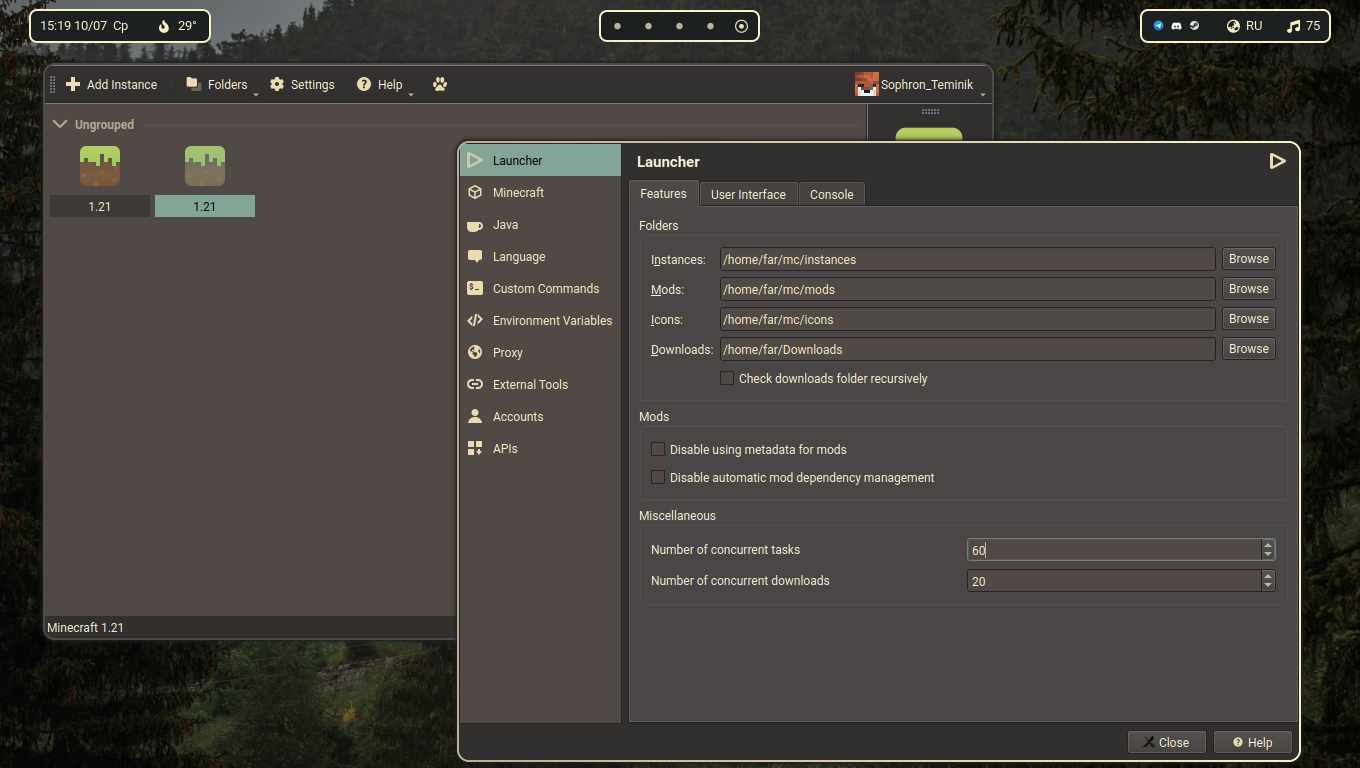 15:19 10/07 Ср 29°
RU 75
Add Instance Folders Settings Help Sophron_Teminik
Ungrouped
1.21 1.21
Minecraft 1.21
Launcher
Minecraft
Java
Language
Custom Commands
Environment Variables
Proxy
External Tools
Accounts
APIs
Launcher
Features User Interface Console
Folders
Instances: /home/far/mc/instances Browse
Mods: /home/far/mc/mods Browse
Icons: /home/far/mc/icons Browse
Downloads: /home/far/Downloads Browse
Check downloads folder recursively
Mods
Disable using metadata for mods
Disable automatic mod dependency management
Miscellaneous
Number of concurrent tasks 60
Number of concurrent downloads 20
Close Help